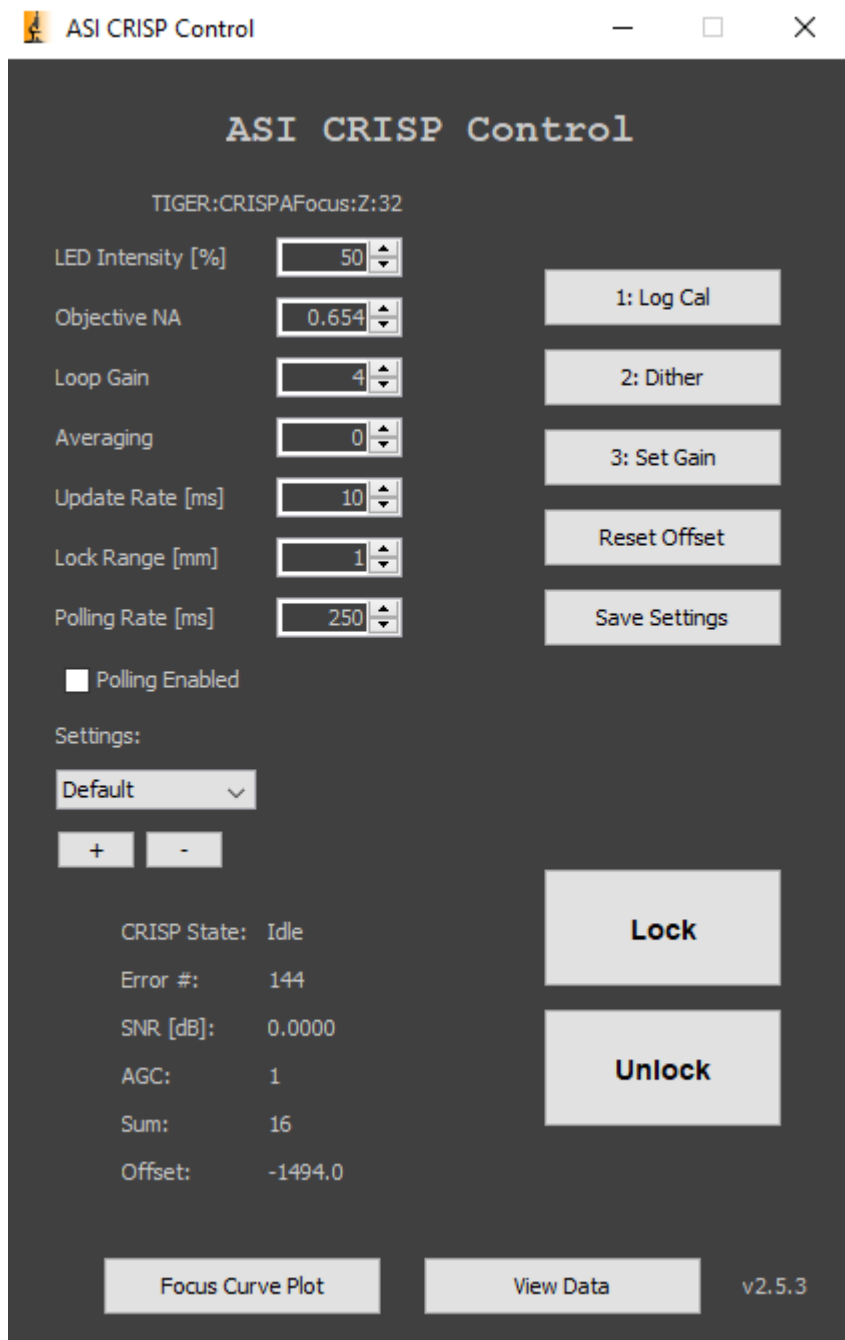 ASI CRISP Control
ASI CRISP Control
TIGER:CRISPAFocus:Z:32
LED Intensity [%] 50
Objective NA 0.654
Loop Gain 4
Averaging 0
Update Rate [ms] 10
Lock Range [mm] 1
Polling Rate [ms] 250
Polling Enabled
Settings:
Default
+ -
1: Log Cal
2: Dither
3: Set Gain
Reset Offset
Save Settings
CRISP State: Idle
Error #: 144
SNR [dB]: 0.0000
AGC: 1
Sum: 16
Offset: -1494.0
Lock
Unlock
Focus Curve Plot View Data v2.5.3